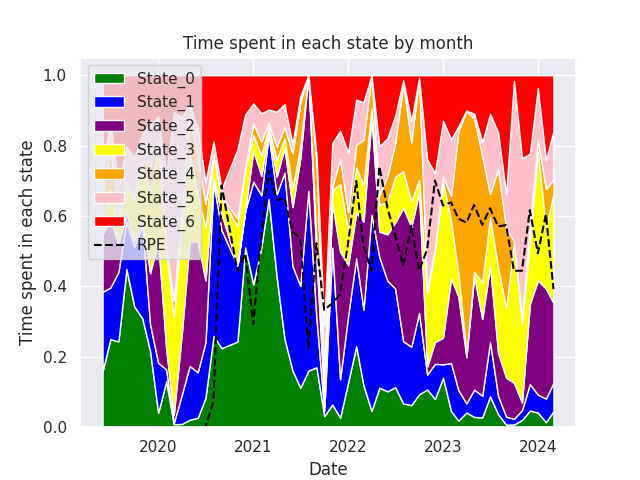 Time spent in each state by month
Time spent in each state
1.0
0.8
0.6
0.4
0.2
0.0
State_0
State_1
State_2
State_3
State_4
State_5
State_6
RPE
2020
2021
2022
2023
2024
Date